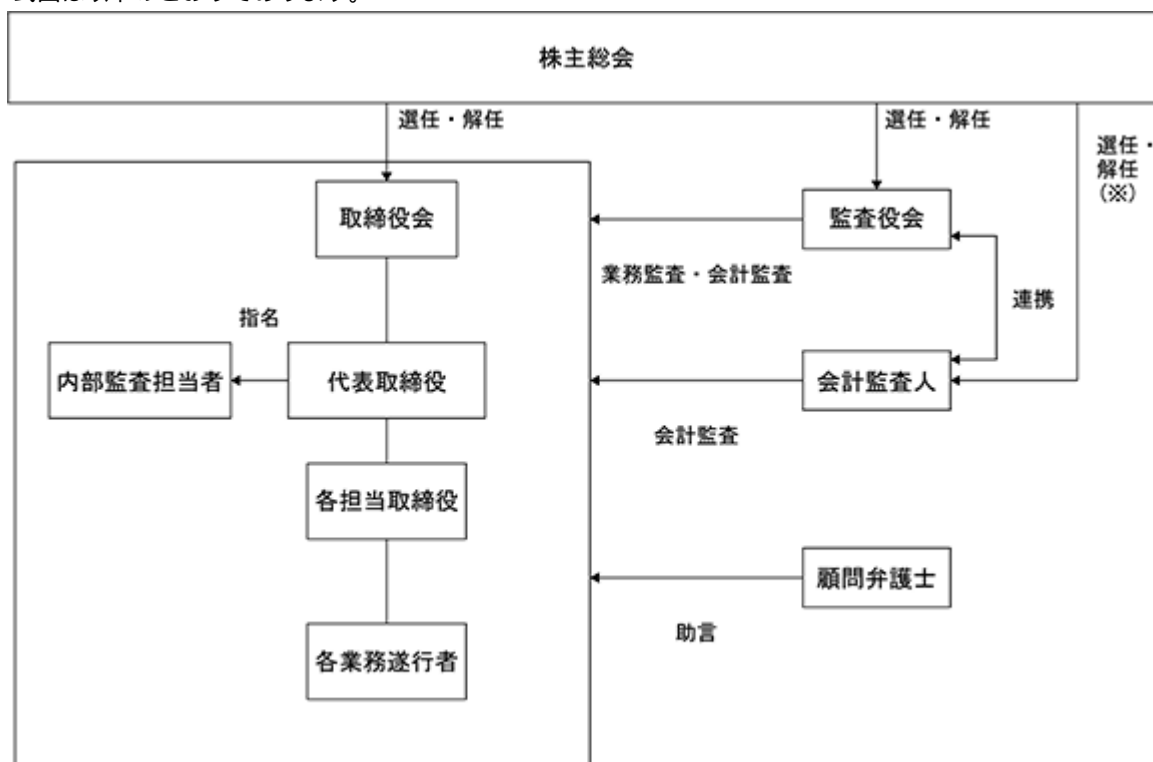 株主総会
選任・解任
選任・解任
選任・
解任
(※)
取締役会
監査役会
業務監査・会計監査
連携
指名
内部監査担当者
代表取締役
会計監査人
会計監査
各担当取締役
顧問弁護士
助言
各業務遂行者